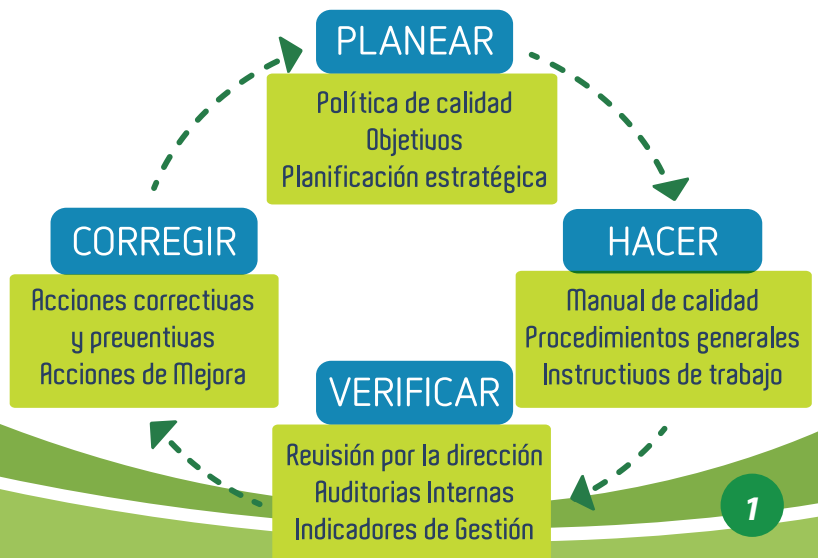 PLANEAR
Política de calidad
Objetivos
Planificación estratégica
CORREGIR
Acciones correctivas
y preventivas
Acciones de Mejora
HACER
Manual de calidad
Procedimientos generales
Instructivos de trabajo
VERIFICAR
Revisión por la dirección
Auditorias Internas
Indicadores de Gestión
1